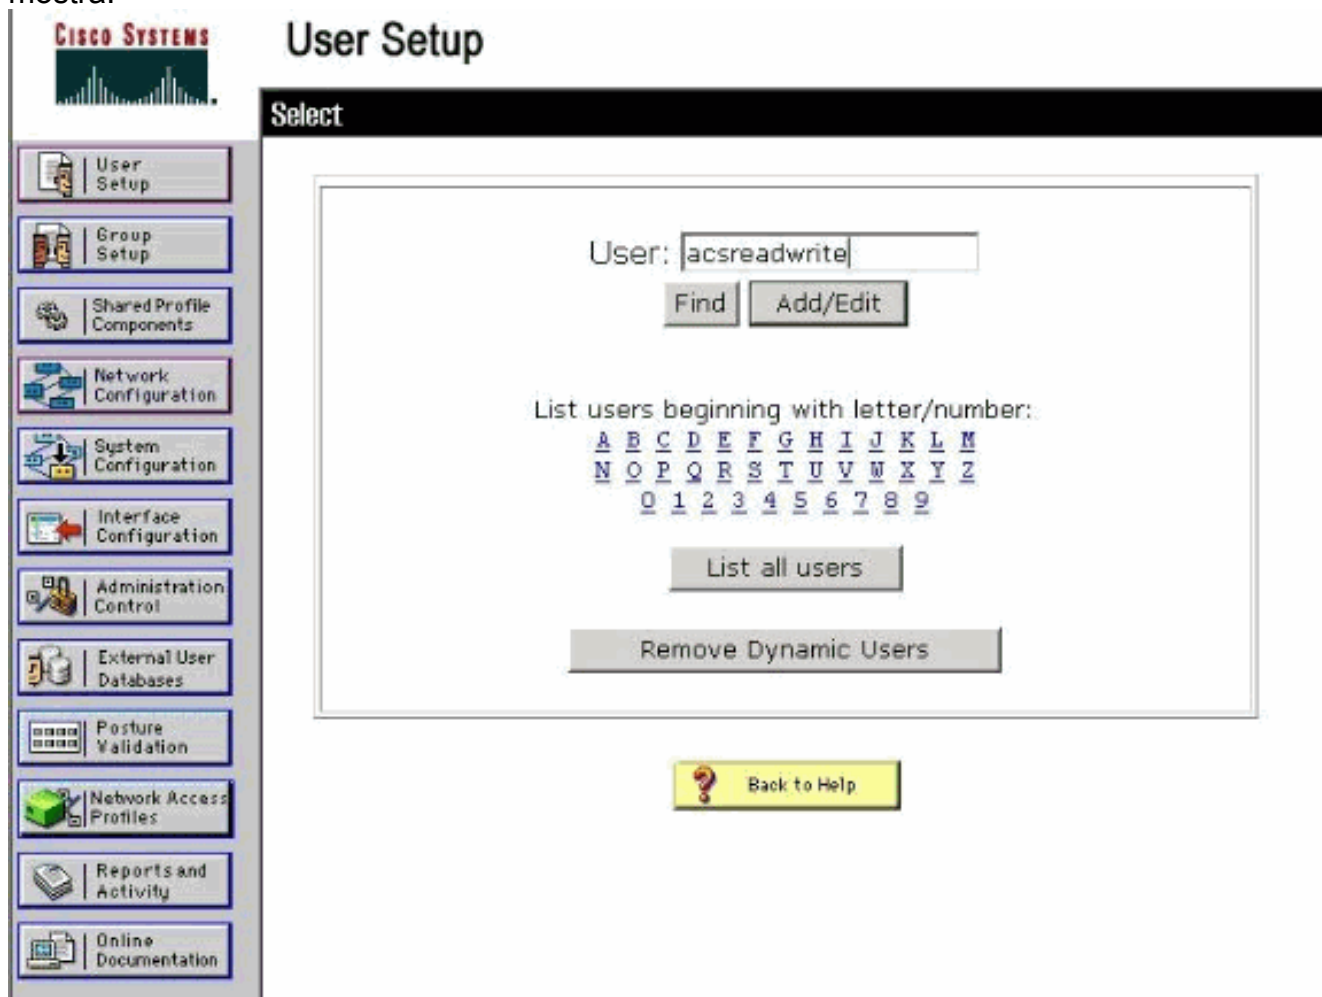 mostra:
CISCO SYSTEMS
User Setup
Select
User
Setup
Group
Setup
Shared Profile
Components
Network
Configuration
System
Configuration
Interface
Configuration
Administration
Control
External User
Databases
Posture
Validation
Network Access
Profiles
Reports and
Activity
Online
Documentation
User: acsreadwrite
Find Add/Edit
List users beginning with letter/number:
A B C D E F G H I J K L M
N O P Q R S T U V W X Y Z
0 1 2 3 4 5 6 7 8 9
List all users
Remove Dynamic Users
Back to Help